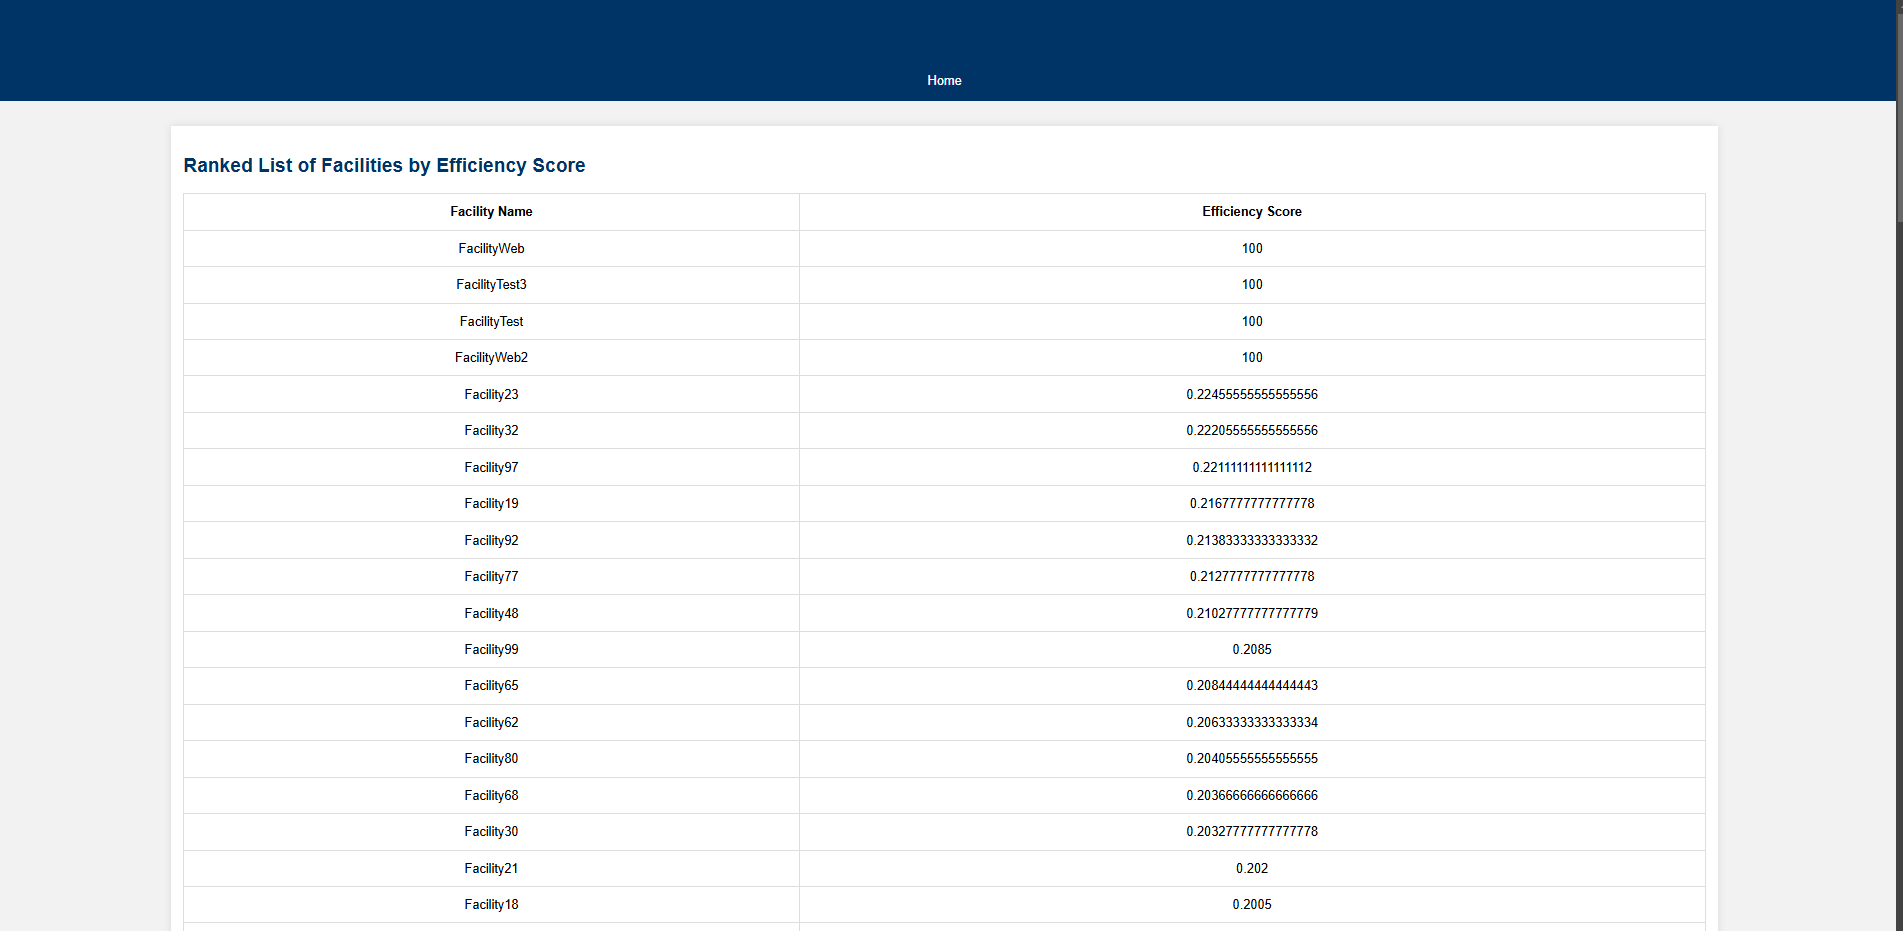 Home
Ranked List of Facilities by Efficiency Score
Facility Name Efficiency Score
FacilityWeb 100
FacilityTest3 100
FacilityTest 100
FacilityWeb2 100
Facility23 0.22455555555555556
Facility32 0.22205555555555556
Facility97 0.22111111111111112
Facility19 0.2167777777777778
Facility92 0.21383333333333332
Facility77 0.2127777777777778
Facility48 0.21027777777777779
Facility99 0.2085
Facility65 0.20844444444444443
Facility62 0.20633333333333334
Facility80 0.20405555555555555
Facility68 0.20366666666666666
Facility30 0.20327777777777778
Facility21 0.202
Facility18 0.2005